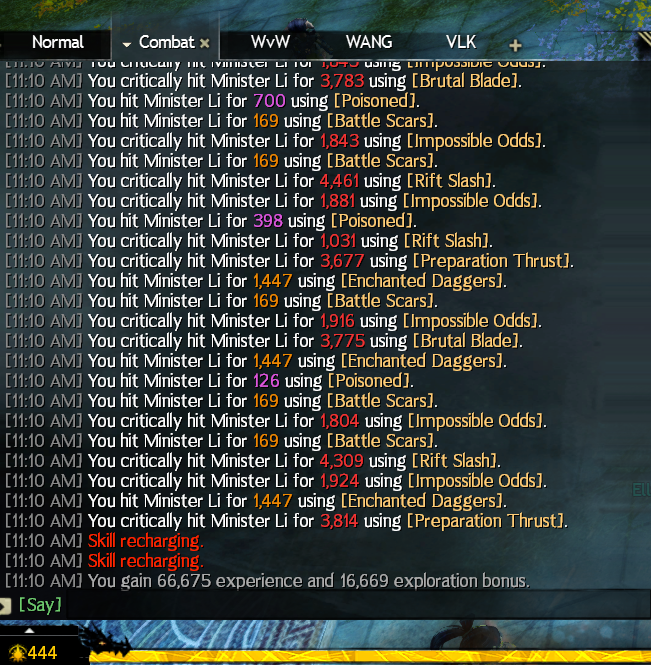 Normal Combat × WvW WANG VLK +
[11:10 AM] You critically hit Minister Li for 1,843 using [Impossible Odds].
[11:10 AM] You critically hit Minister Li for 3,783 using [Brutal Blade].
[11:10 AM] You hit Minister Li for 700 using [Poisoned].
[11:10 AM] You hit Minister Li for 169 using [Battle Scars].
[11:10 AM] You critically hit Minister Li for 1,843 using [Impossible Odds].
[11:10 AM] You hit Minister Li for 169 using [Battle Scars].
[11:10 AM] You critically hit Minister Li for 4,461 using [Rift Slash].
[11:10 AM] You critically hit Minister Li for 1,881 using [Impossible Odds].
[11:10 AM] You hit Minister Li for 398 using [Poisoned].
[11:10 AM] You critically hit Minister Li for 1,031 using [Rift Slash].
[11:10 AM] You critically hit Minister Li for 3,677 using [Preparation Thrust].
[11:10 AM] You hit Minister Li for 1,447 using [Enchanted Daggers].
[11:10 AM] You hit Minister Li for 169 using [Battle Scars].
[11:10 AM] You critically hit Minister Li for 1,916 using [Impossible Odds].
[11:10 AM] You critically hit Minister Li for 3,775 using [Brutal Blade].
[11:10 AM] You hit Minister Li for 1,447 using [Enchanted Daggers].
[11:10 AM] You hit Minister Li for 126 using [Poisoned].
[11:10 AM] You hit Minister Li for 169 using [Battle Scars].
[11:10 AM] You critically hit Minister Li for 1,804 using [Impossible Odds].
[11:10 AM] You hit Minister Li for 169 using [Battle Scars].
[11:10 AM] You critically hit Minister Li for 4,309 using [Rift Slash].
[11:10 AM] You critically hit Minister Li for 1,924 using [Impossible Odds].
[11:10 AM] You hit Minister Li for 1,447 using [Enchanted Daggers].
[11:10 AM] You critically hit Minister Li for 3,814 using [Preparation Thrust].
[11:10 AM] Skill recharging.
[11:10 AM] Skill recharging.
[11:10 AM] You gain 66,675 experience and 16,669 exploration bonus.
[Say]
444